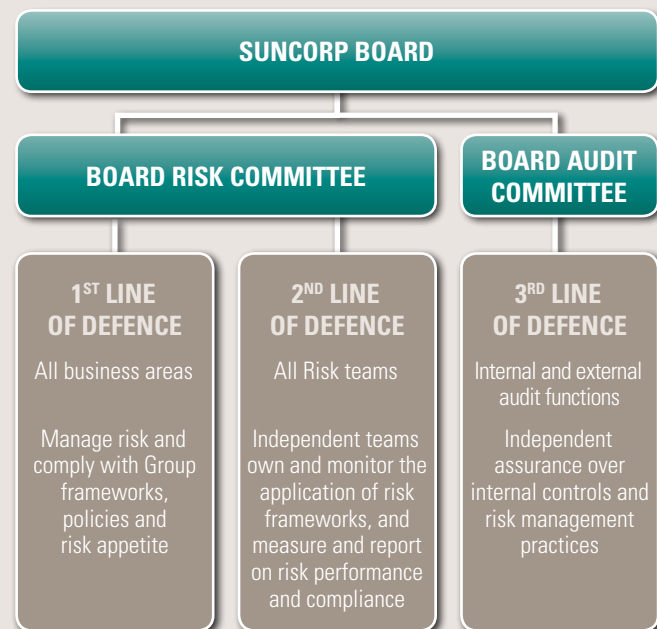 SUNCORP BOARD
BOARD RISK COMMITTEE
BOARD AUDIT
COMMITTEE
1ST LINE
OF DEFENCE
All business areas
Manage risk and
comply with Group
frameworks,
policies and
risk appetite
2ND LINE
OF DEFENCE
All Risk teams
Independent teams
own and monitor the
application of risk
frameworks, and
measure and report
on risk performance
and compliance
3RD LINE
OF DEFENCE
Internal and external
audit functions
Independent
assurance over
internal controls and
risk management
practices